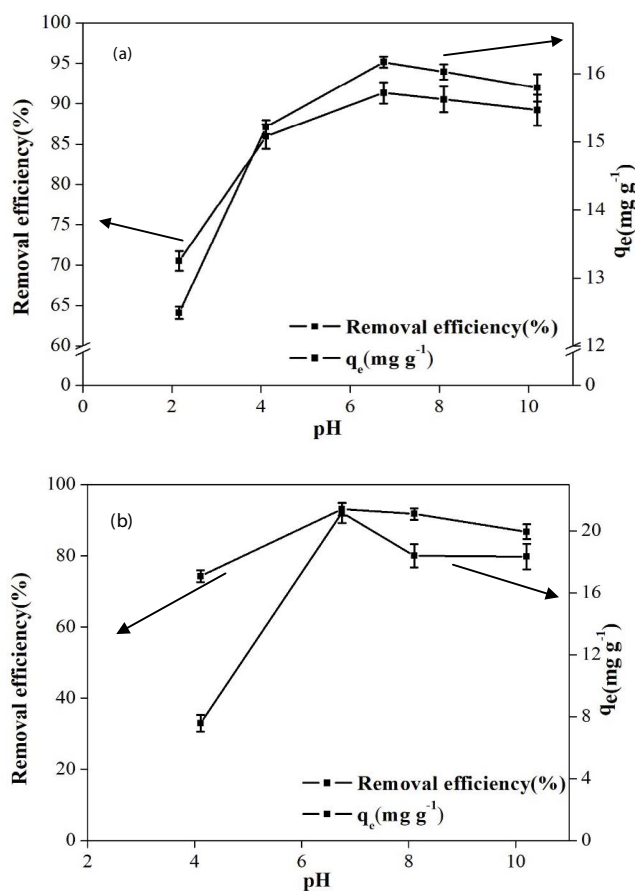 (a)
100
95
90
85
80
75
70
65
60
0
Removal efficiency(%)
16
15
14
13
12
0
qe(mg g-1)
Removal efficiency(%)
qe(mg g-1)
0 2 4 6 8 10
pH
(b)
100
80
60
40
20
0
Removal efficiency(%)
20
16
12
8
4
0
qe(mg g-1)
Removal efficiency(%)
qe(mg g-1)
2 4 6 8 10
pH